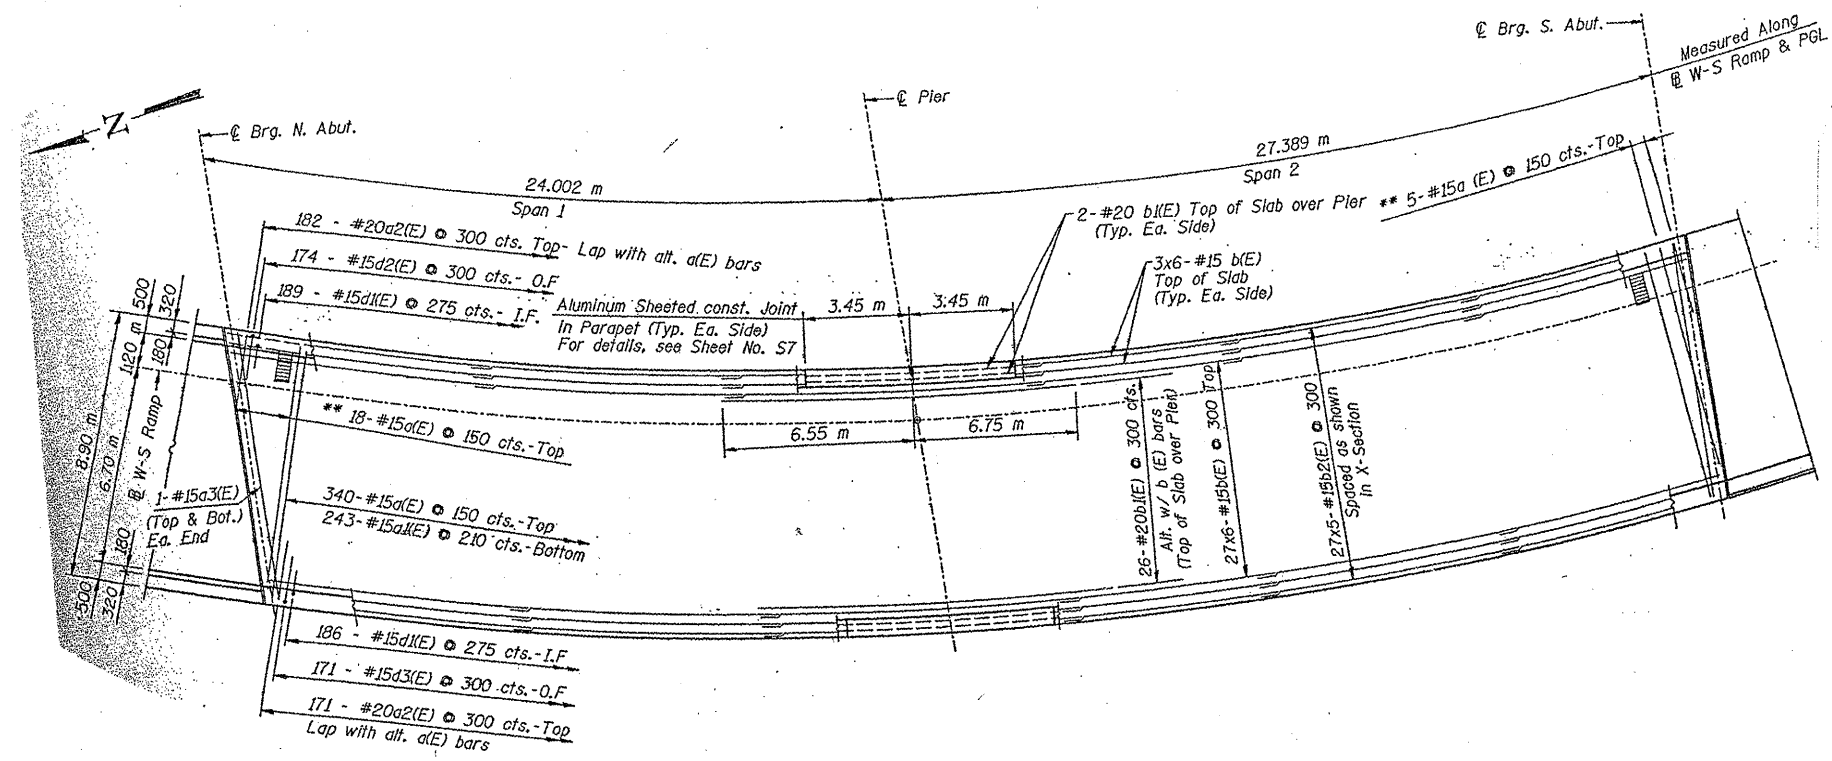 ℄ Brg. S. Abut.
Measured Along
℔ W-S Ramp & PGL
N
℄ Brg. N. Abut.
℄ Pier
24.002 m
Span 1
27.389 m
Span 2
** 5-#15a (E) @ 150 cts.-Top
2-#20 b1(E) Top of Slab over Pier
(Typ. Ea. Side)
182 - #20a2(E) @ 300 cts. Top- Lap with alt. a(E) bars
174 - #15d2(E) @ 300 cts.- O.F
189 - #15d1(E) @ 275 cts.- I.F.
Aluminum Sheeted const. Joint
in Parapet (Typ. Ea. Side)
For details, see Sheet No. S7
3.45 m
3.45 m
3x6-#15 b(E)
Top of Slab
(Typ. Ea. Side)
500
320
1.120 m
180
8.90 m
6.70 m
℔ W-S Ramp
180
500
320
** 18-#15a(E) @ 150 cts.-Top
6.55 m
6.75 m
1-#15a3(E)
(Top & Bot.)
Ea. End
340-#15a(E) @ 150 cts.-Top
243-#15a1(E) @ 210 cts.-Bottom
26-#20b1(E) @ 300 cts.
Alt. w/ b (E) bars
(Top of Slab over Pier)
27x6-#15b(E) @ 300 Top
27x5-#15b2(E) @ 300
Spaced as shown
in X-Section
186 - #15d1(E) @ 275 cts.-I.F
171 - #15d3(E) @ 300 cts.-O.F
171 - #20a2(E) @ 300 cts.-Top
Lap with alt. a(E) bars